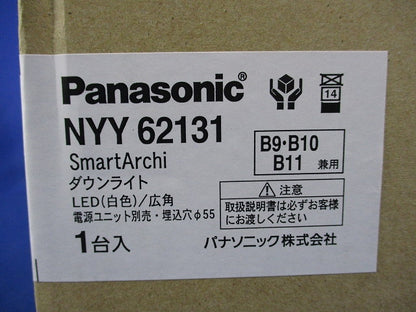 Panasonic®
14
NYY 62131
SmartArchi
B9・B10
B11 兼用
ダウンライト
LED(白色)/広角
電源ユニット別売・埋込穴φ55
⚠注意
取扱説明書は必ずお客様
にお渡しください。
1台入
パナソニック株式会社